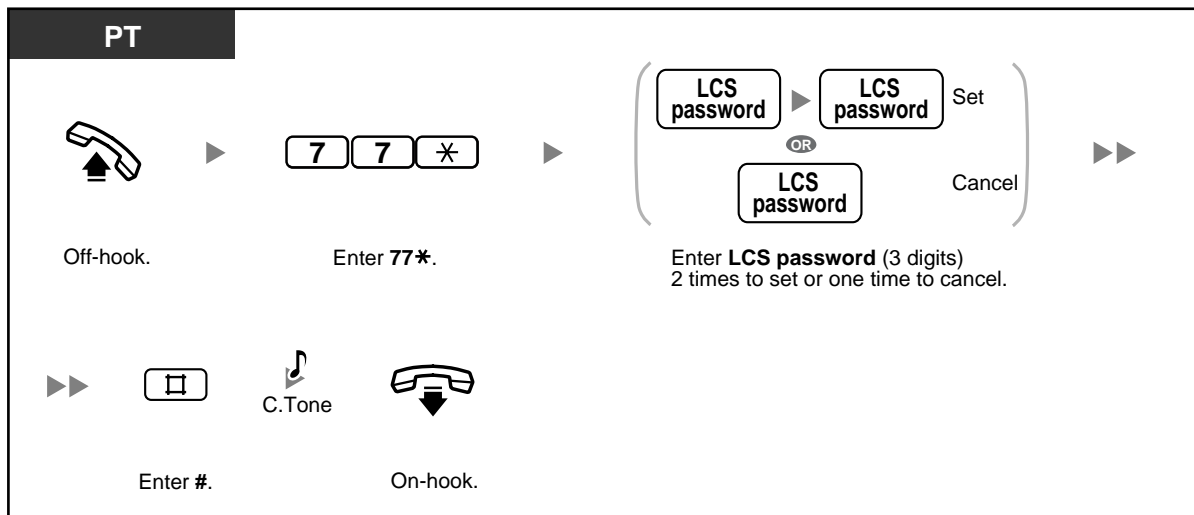 PT
LCS password
LCS password
Set
OR
LCS password
Cancel
7 7 ✳
Off-hook.
Enter 77✳.
Enter LCS password (3 digits)
2 times to set or one time to cancel.
#
C.Tone
Enter #.
On-hook.